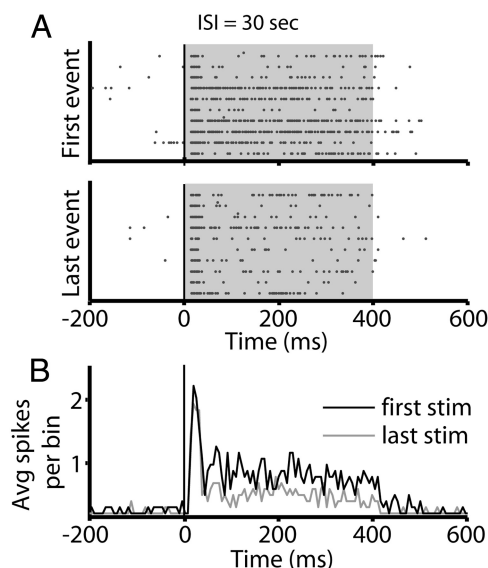 A
ISI = 30 sec
First event
Last event
-200 0 200 400 600
Time (ms)
B
Avg spikes
per bin
2
1
first stim
last stim
-200 0 200 400 600
Time (ms)